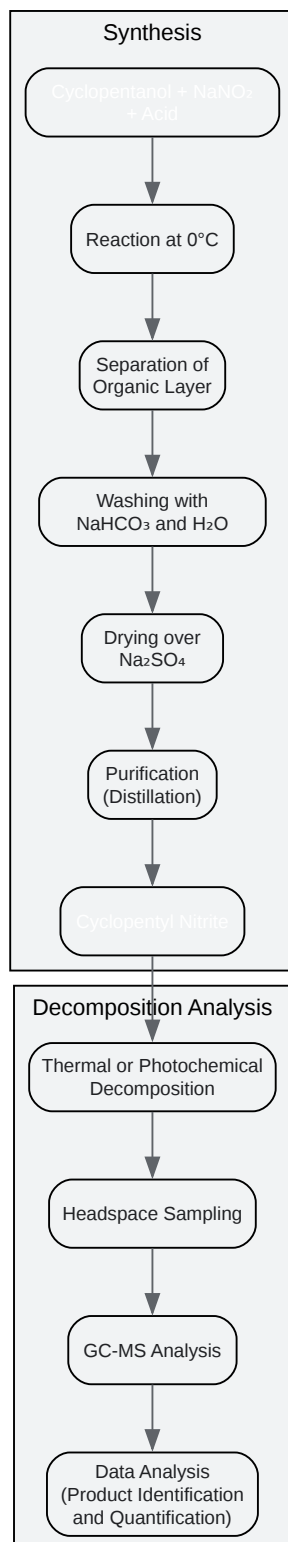 Synthesis
Cyclopentanol + NaNO₂
+ Acid
Reaction at 0°C
Separation of
Organic Layer
Washing with
NaHCO₃ and H₂O
Drying over
Na₂SO₄
Purification
(Distillation)
Cyclopentyl Nitrite
Decomposition Analysis
Thermal or Photochemical
Decomposition
Headspace Sampling
GC-MS Analysis
Data Analysis
(Product Identification
and Quantification)